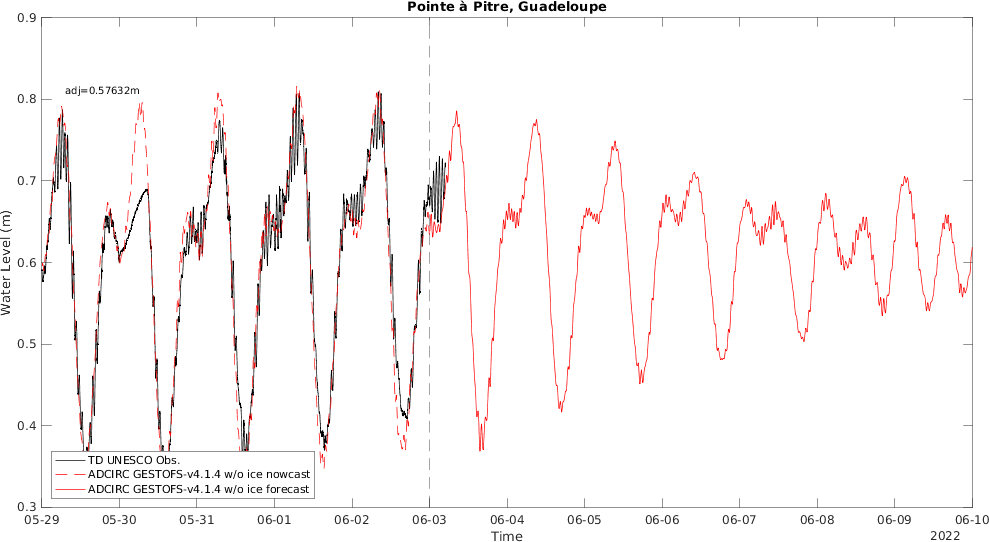 Pointe à Pitre, Guadeloupe
0.9
0.8
0.7
0.6
0.5
0.4
0.3
Water Level (m)
adj=0.57632m
TD UNESCO Obs.
ADCIRC GESTOFS-v4.1.4 w/o ice nowcast
ADCIRC GESTOFS-v4.1.4 w/o ice forecast
05-29 05-30 05-31 06-01 06-02 06-03 06-04 06-05 06-06 06-07 06-08 06-09 06-10
Time
2022